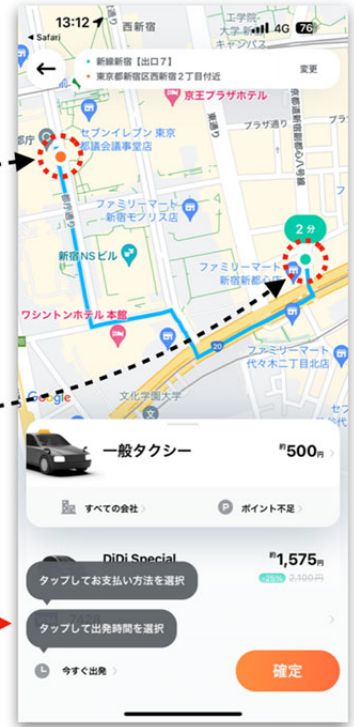 13:12
4G 76
Safari
西新宿
工学院
大学新
キャンパス
新線新宿【出口7】
東京都新宿区西新宿2丁目付近
変更
京王プラザホテル
都庁
セブンイレブン 東京
都議会議事堂店
東通り
プラザ通り
ファミリーマート
新宿モノリス店
都庁通り
2分
新宿NSビル
ファミリーマート
新宿新都心店
ワシントンホテル 本館
20
ファミリーマート
代々木二丁目北店
Google
文化学園大学
文
一般タクシー
約500円
すべての会社
P ポイント不足
DiDi Special
約1,575円
-25% 2,100円
タップしてお支払い方法を選択
タップして出発時間を選択
今すぐ出発
確定